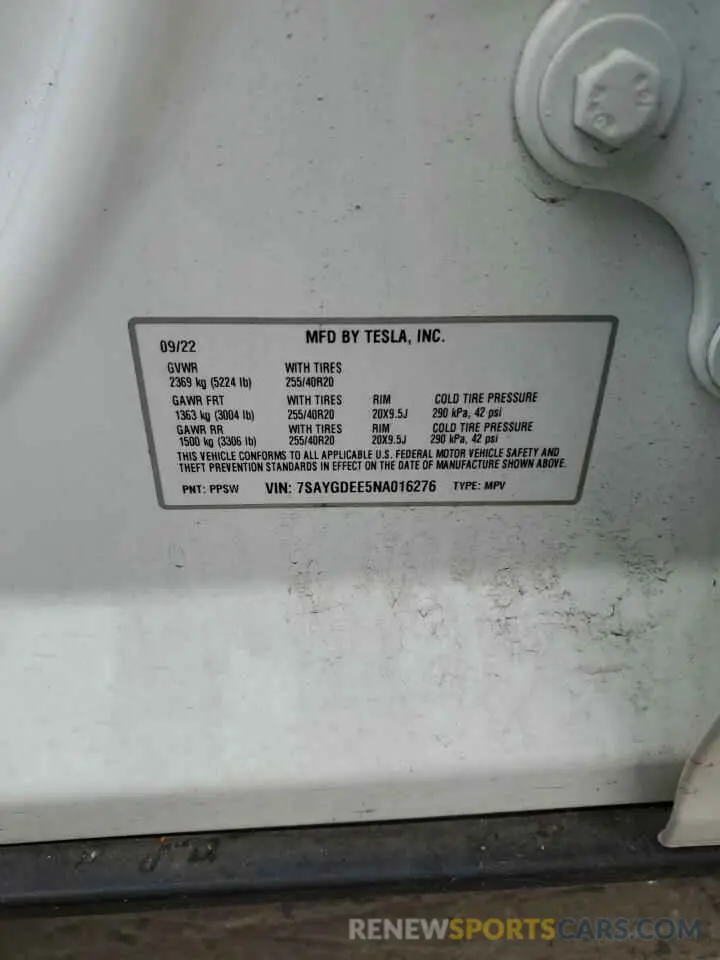 09/22 MFD BY TESLA, INC.
GVWR WITH TIRES
2369 kg (5224 lb) 255/40R20
GAWR FRT WITH TIRES RIM COLD TIRE PRESSURE
1363 kg (3004 lb) 255/40R20 20X9.5J 290 kPa, 42 psi
GAWR RR WITH TIRES RIM COLD TIRE PRESSURE
1500 kg (3306 lb) 255/40R20 20X9.5J 290 kPa, 42 psi
THIS VEHICLE CONFORMS TO ALL APPLICABLE U.S. FEDERAL MOTOR VEHICLE SAFETY AND
THEFT PREVENTION STANDARDS IN EFFECT ON THE DATE OF MANUFACTURE SHOWN ABOVE.
PNT: PPSW VIN: 7SAYGDEE5NA016276 TYPE: MPV
RENEWSPORTSCARS.COM